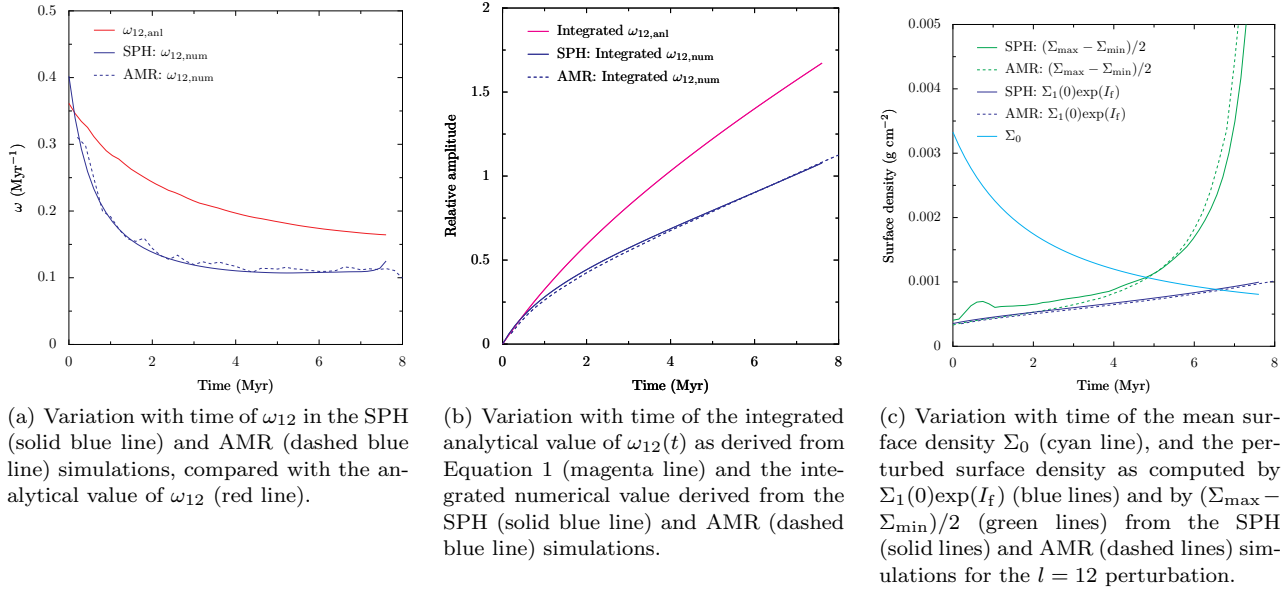 0.5
0.4
0.3
0.2
0.1
0
0
2
4
6
8
ω (Myr⁻¹)
Time (Myr)
ω₁₂,ₐₙₗ
SPH: ω₁₂,ₙᵤₘ
AMR: ω₁₂,ₙᵤₘ
2
1.5
1
0.5
0
0
2
4
6
8
Relative amplitude
Time (Myr)
Integrated ω₁₂,ₐₙₗ
SPH: Integrated ω₁₂,ₙᵤₘ
AMR: Integrated ω₁₂,ₙᵤₘ
0.005
0.004
0.003
0.002
0.001
0
0
2
4
6
8
Surface density (g cm⁻²)
Time (Myr)
SPH: (Σmax − Σmin)/2
AMR: (Σmax − Σmin)/2
SPH: Σ₁(0)exp(If)
AMR: Σ₁(0)exp(If)
Σ₀
(a) Variation with time of ω₁₂ in the SPH
(solid blue line) and AMR (dashed blue
line) simulations, compared with the an-
alytical value of ω₁₂ (red line).
(b) Variation with time of the integrated
analytical value of ω₁₂(t) as derived from
Equation 1 (magenta line) and the inte-
grated numerical value derived from the
SPH (solid blue line) and AMR (dashed
blue line) simulations.
(c) Variation with time of the mean sur-
face density Σ₀ (cyan line), and the per-
turbed surface density as computed by
Σ₁(0)exp(If) (blue lines) and by (Σmax −
Σmin)/2 (green lines) from the SPH
(solid lines) and AMR (dashed lines) sim-
ulations for the l = 12 perturbation.